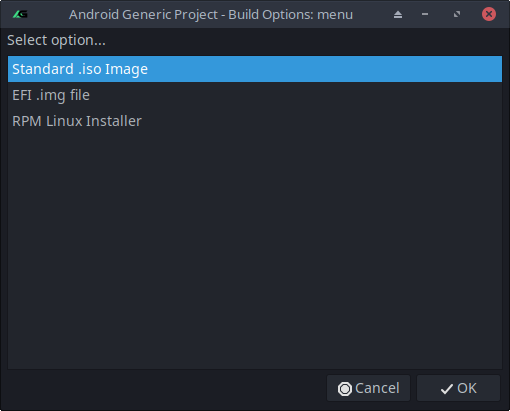 Android Generic Project - Build Options: menu
Select option...
Standard .iso Image
EFI .img file
RPM Linux Installer
Cancel
OK